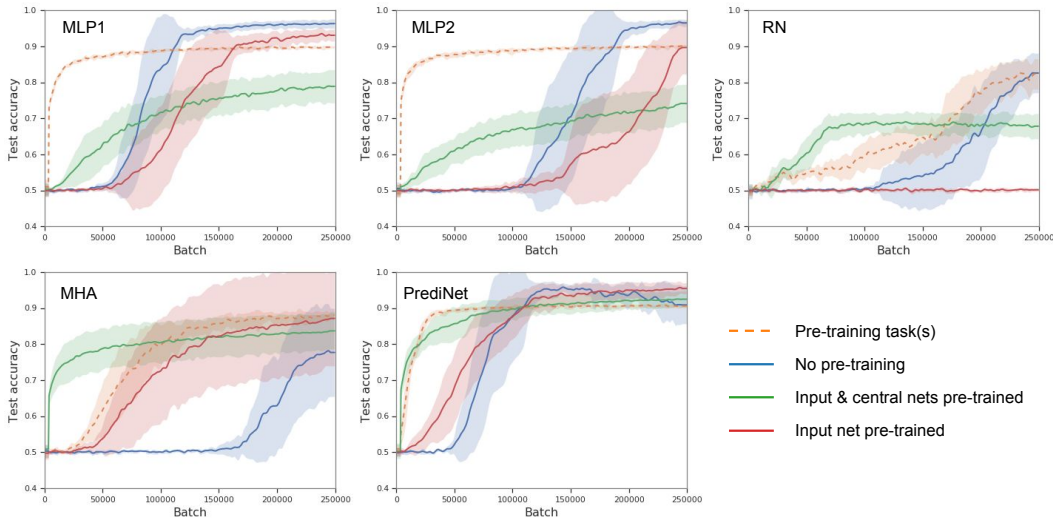 MLP1
Test accuracy
1.0
0.9
0.8
0.7
0.6
0.5
0.4
0 50000 100000 150000 200000 250000
Batch
MLP2
Test accuracy
1.0
0.9
0.8
0.7
0.6
0.5
0.4
0 50000 100000 150000 200000 250000
Batch
RN
Test accuracy
1.0
0.9
0.8
0.7
0.6
0.5
0.4
0 50000 100000 150000 200000 250000
Batch
MHA
Test accuracy
1.0
0.9
0.8
0.7
0.6
0.5
0.4
0 50000 100000 150000 200000 250000
Batch
PrediNet
Test accuracy
1.0
0.9
0.8
0.7
0.6
0.5
0.4
0 50000 100000 150000 200000 250000
Batch
Pre-training task(s)
No pre-training
Input & central nets pre-trained
Input net pre-trained